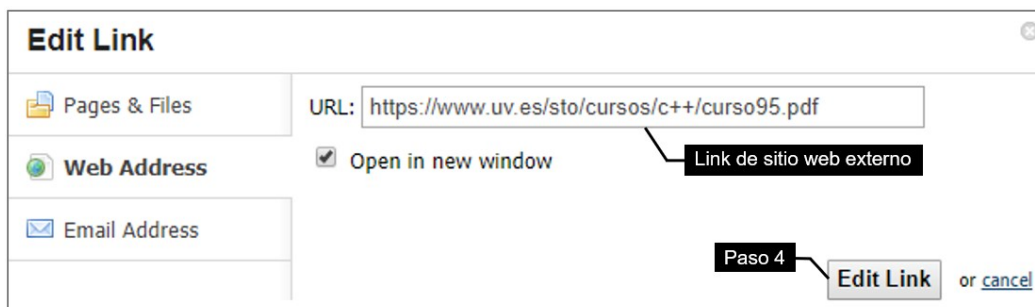 Edit Link
Pages & Files
URL: https://www.uv.es/sto/cursos/c++/curso95.pdf
Web Address
Open in new window
Link de sitio web externo
Email Address
Paso 4
Edit Link or cancel